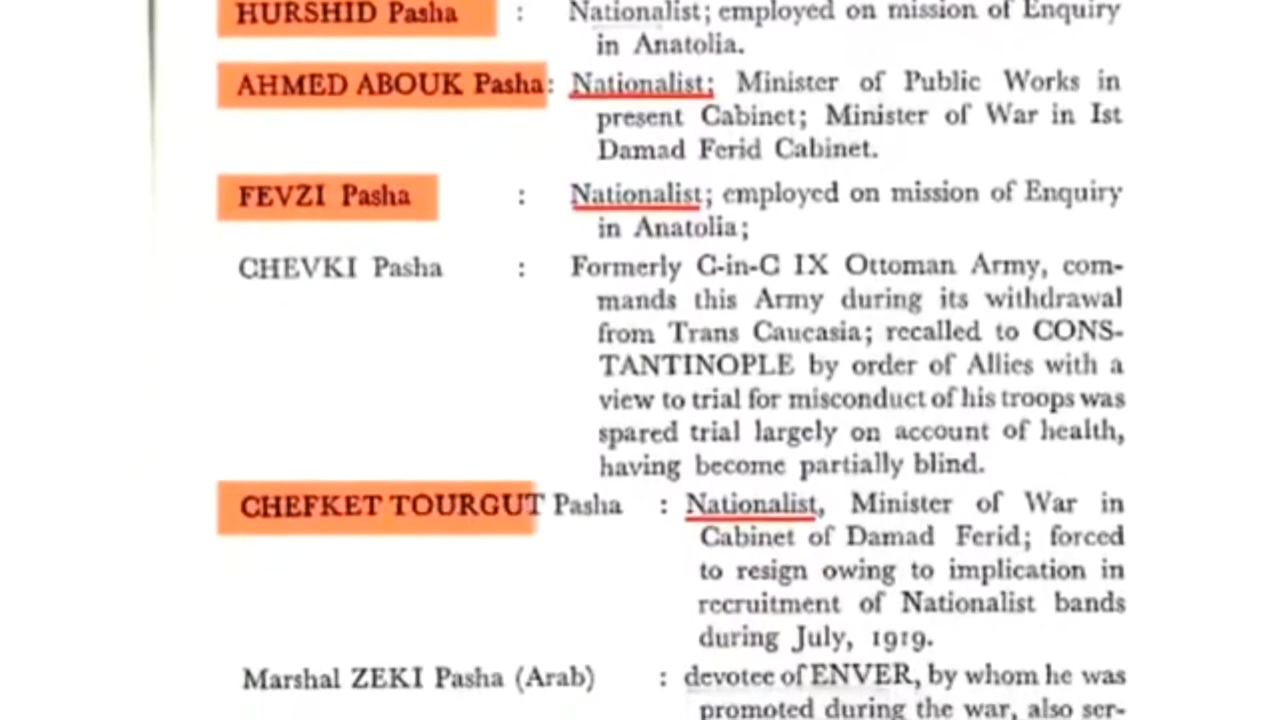 HURSHID Pasha : Nationalist; employed on mission of Enquiry
in Anatolia.
AHMED ABOUK Pasha: Nationalist; Minister of Public Works in
present Cabinet; Minister of War in Ist
Damad Ferid Cabinet.
FEVZI Pasha : Nationalist; employed on mission of Enquiry
in Anatolia;
CHEVKI Pasha : Formerly C-in-C IX Ottoman Army, com-
mands this Army during its withdrawal
from Trans Caucasia; recalled to CONS-
TANTINOPLE by order of Allies with a
view to trial for misconduct of his troops was
spared trial largely on account of health,
having become partially blind.
CHEFKET TOURGUT Pasha : Nationalist, Minister of War in
Cabinet of Damad Ferid; forced
to resign owing to implication in
recruitment of Nationalist bands
during July, 1919.
Marshal ZEKI Pasha (Arab) : devotee of ENVER, by whom he was
promoted during the war, also ser-